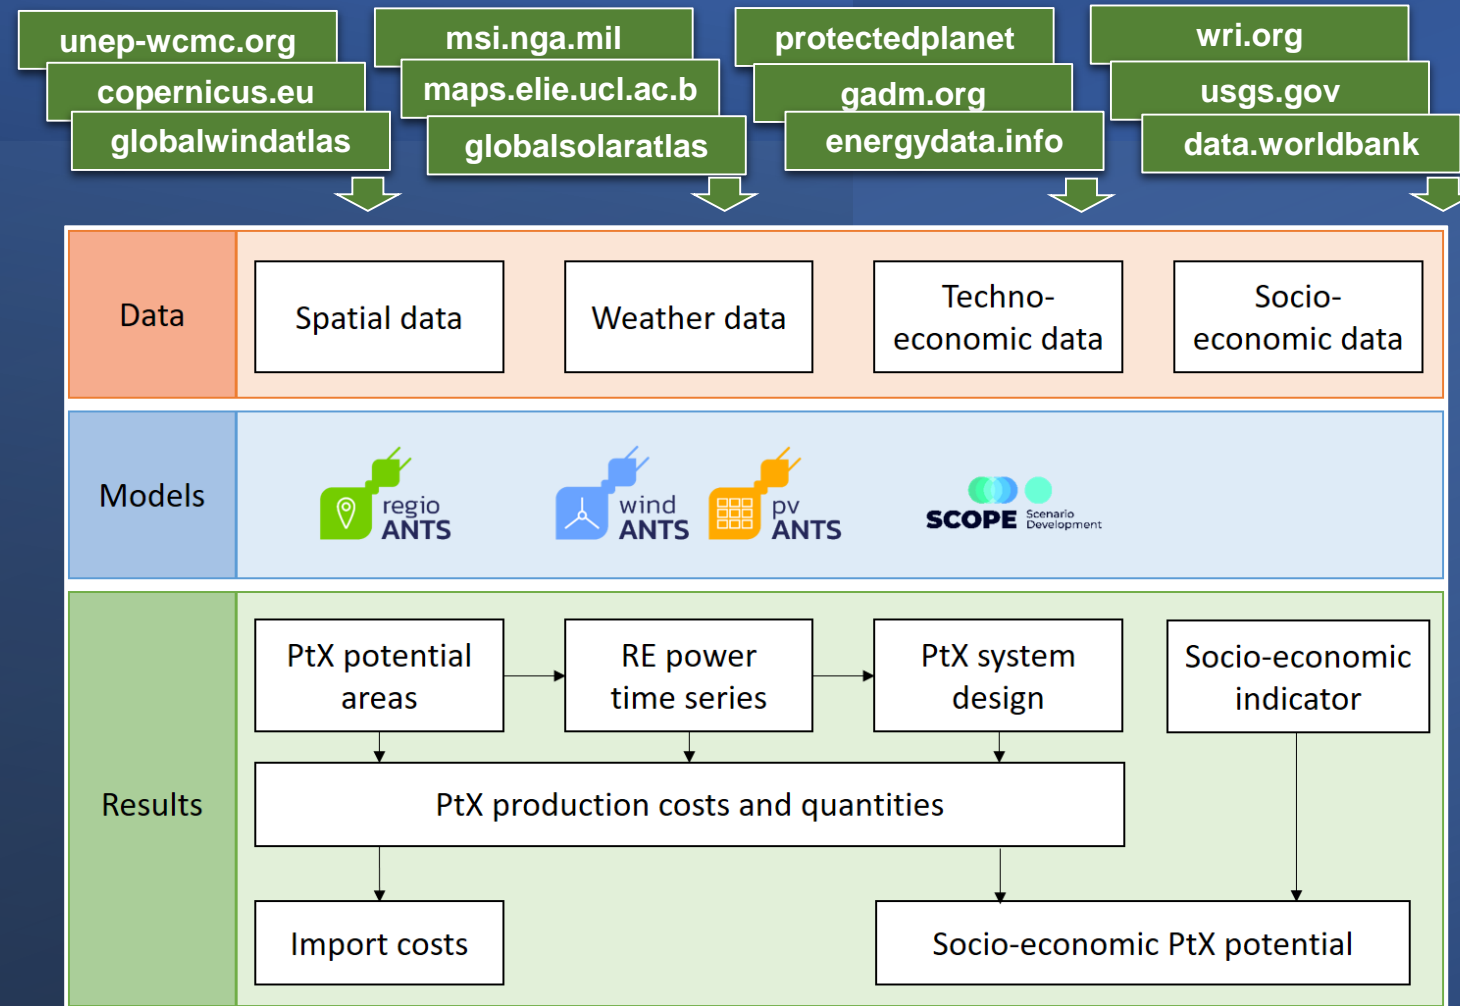 unep-wcmc.org
copernicus.eu
globalwindatlas
msi.nga.mil
maps.elie.ucl.ac.b
globalsolaratlas
protectedplanet
gadm.org
energydata.info
wri.org
usgs.gov
data.worldbank
Data
Spatial data
Weather data
Techno-
economic data
Socio-
economic data
Models
regio
ANTS
wind
ANTS
pv
ANTS
SCOPE Scenario
Development
Results
PtX potential
areas
RE power
time series
PtX system
design
Socio-economic
indicator
PtX production costs and quantities
Import costs
Socio-economic PtX potential